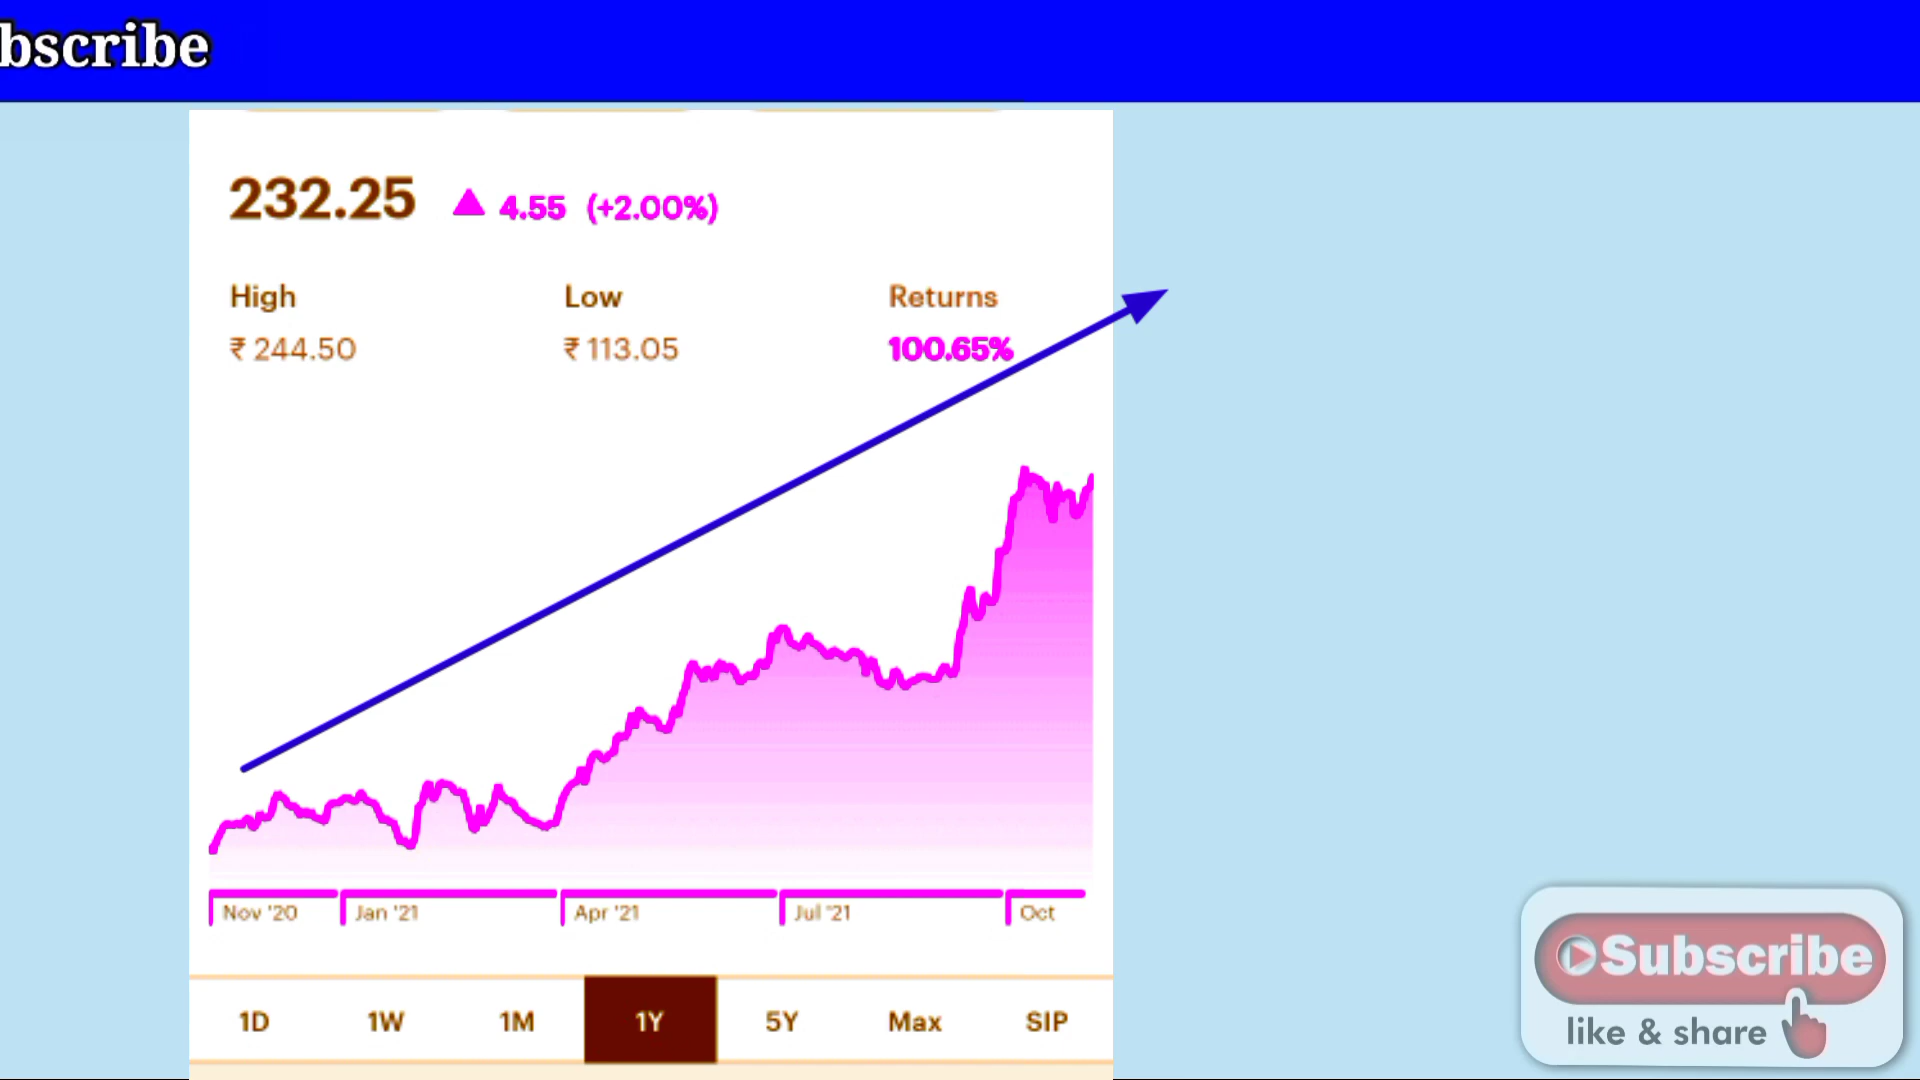 bscribe
232.25 ▲ 4.55 (+2.00%)
High Low Returns
₹ 244.50 ₹ 113.05 100.65%
Nov '20 Jan '21 Apr '21 Jul '21 Oct
1D 1W 1M 1Y 5Y Max SIP
Subscribe
like & share